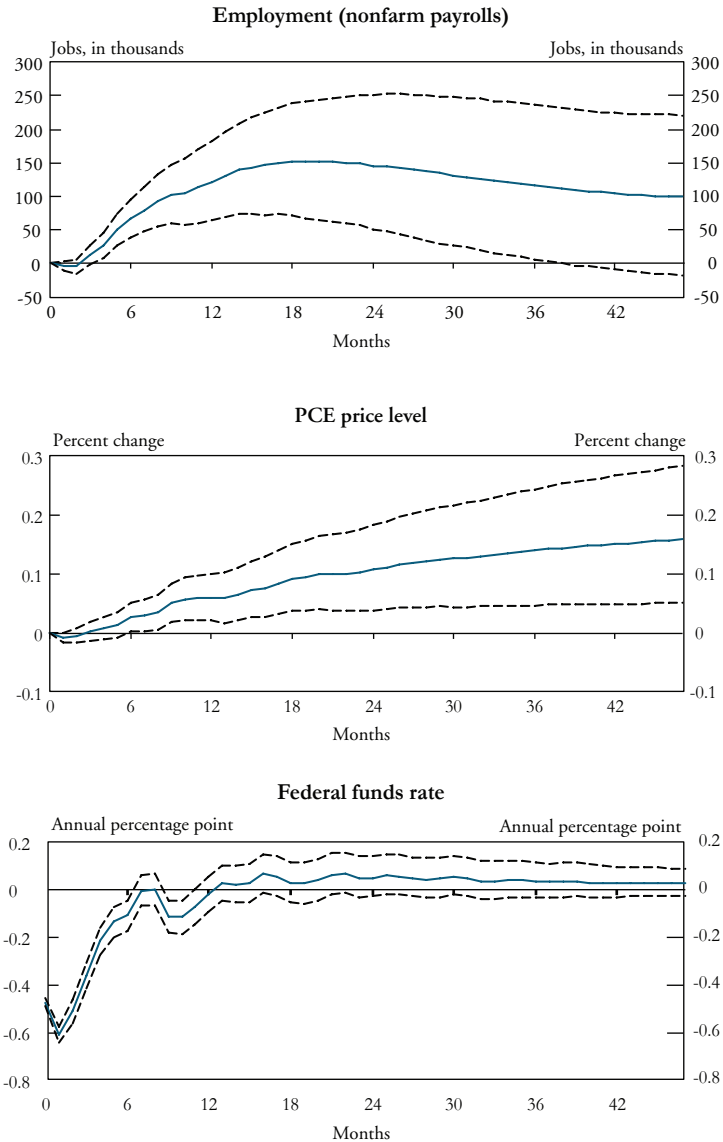 Employment (nonfarm payrolls)
Jobs, in thousands Jobs, in thousands
300 300
250 250
200 200
150 150
100 100
50 50
0 0
-50 -50
0 6 12 18 24 30 36 42
Months
PCE price level
Percent change Percent change
0.3 0.3
0.2 0.2
0.1 0.1
0 0
-0.1 -0.1
0 6 12 18 24 30 36 42
Months
Federal funds rate
Annual percentage point Annual percentage point
0.2 0.2
0 0
-0.2 -0.2
-0.4 -0.4
-0.6 -0.6
-0.8 -0.8
0 6 12 18 24 30 36 42
Months